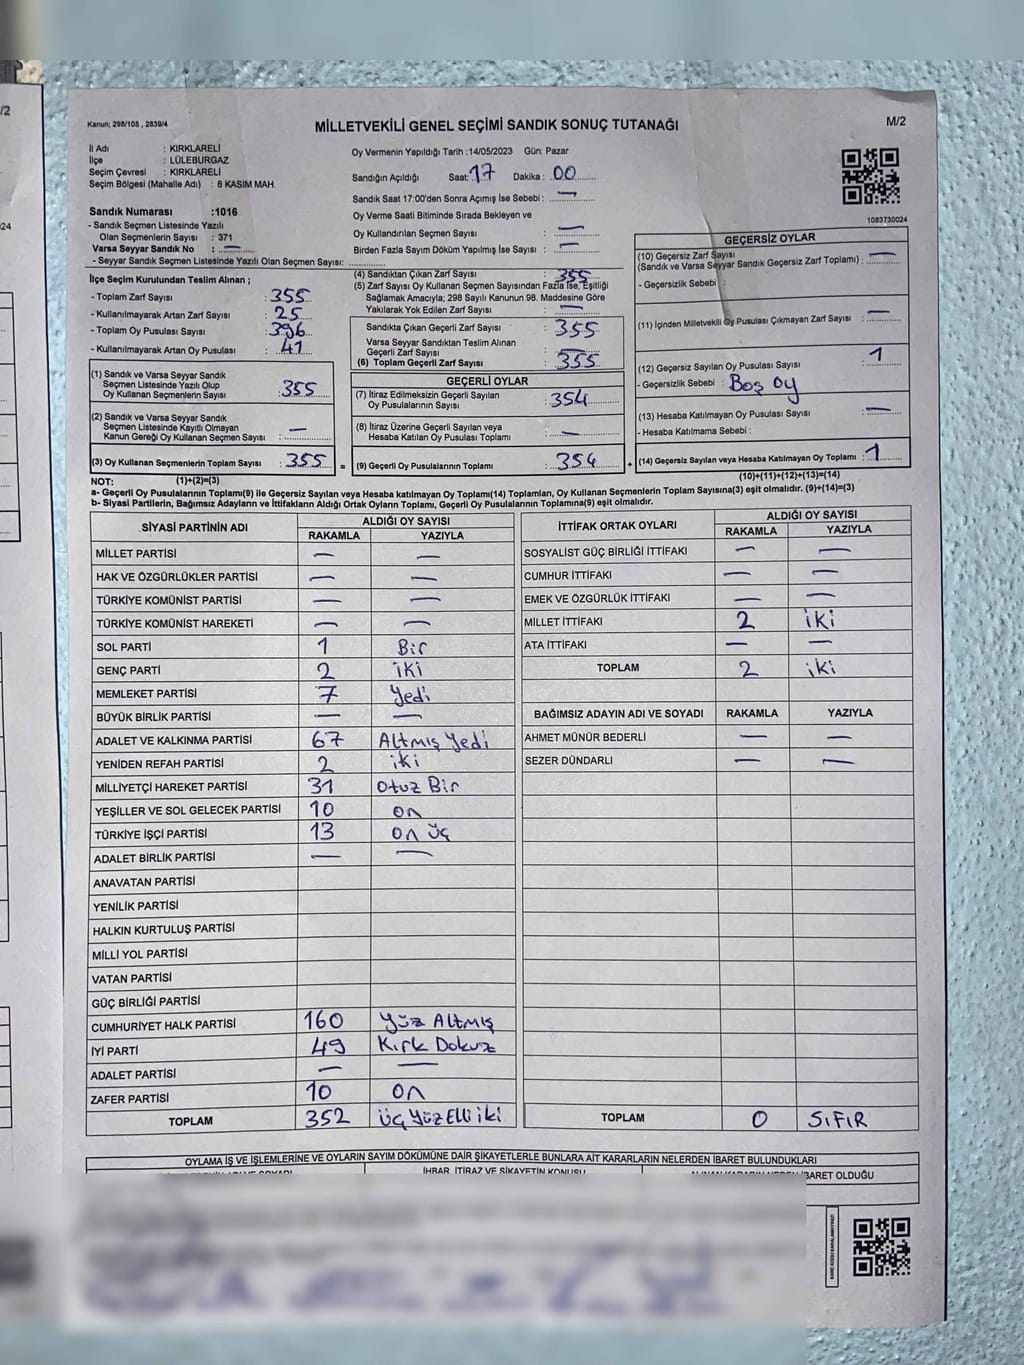 /2
24
Kanun; 298/105 , 2839/4
MİLLETVEKİLİ GENEL SEÇİMİ SANDIK SONUÇ TUTANAĞI
M/2
İl Adı : KIRKLARELİ
İlçe : LÜLEBURGAZ
Seçim Çevresi : KIRKLARELİ
Seçim Bölgesi (Mahalle Adı) : 8 KASIM MAH.
Sandık Numarası :1016
- Sandık Seçmen Listesinde Yazılı
Olan Seçmenlerin Sayısı : 371
Varsa Seyyar Sandık No : —
- Seyyar Sandık Seçmen Listesinde Yazılı Olan Seçmen Sayısı:
Oy Vermenin Yapıldığı Tarih :14/05/2023 Gün: Pazar
Sandığın Açıldığı Saat: 17 Dakika : 00
Sandık Saat 17:00'den Sonra Açımış İse Sebebi : —
Oy Verme Saati Bitiminde Sırada Bekleyen ve
Oy Kullandırılan Seçmen Sayısı : —
Birden Fazla Sayım Döküm Yapılmış İse Sayısı : —
1083730024
İlçe Seçim Kurulundan Teslim Alınan ;
- Toplam Zarf Sayısı : 355
- Kullanılmayarak Artan Zarf Sayısı : 25
- Toplam Oy Pusulası Sayısı : 396
- Kullanılmayarak Artan Oy Pusulası : 41
(1) Sandık ve Varsa Seyyar Sandık
Seçmen Listesinde Yazılı Olup
Oy Kullanan Seçmenlerin Sayısı : 355
(2) Sandık ve Varsa Seyyar Sandık
Seçmen Listesinde Kayıtlı Olmayan
Kanun Gereği Oy Kullanan Seçmen Sayısı : —
(3) Oy Kullanan Seçmenlerin Toplam Sayısı : 355 =
(4) Sandıktan Çıkan Zarf Sayısı : 355
(5) Zarf Sayısı Oy Kullanan Seçmen Sayısından Fazla İse, Eşitliği
Sağlamak Amacıyla; 298 Sayılı Kanunun 98. Maddesine Göre
Yakılarak Yok Edilen Zarf Sayısı : —
Sandıkta Çıkan Geçerli Zarf Sayısı : 355
Varsa Seyyar Sandıktan Teslim Alınan
Geçerli Zarf Sayısı : —
(6) Toplam Geçerli Zarf Sayısı : 355
GEÇERLİ OYLAR
(7) İtiraz Edilmeksizin Geçerli Sayılan
Oy Pusulalarının Sayısı : 354
(8) İtiraz Üzerine Geçerli Sayılan veya
Hesaba Katılan Oy Pusulası Toplamı : —
(9) Geçerli Oy Pusulalarının Toplamı : 354 +
GEÇERSİZ OYLAR
(10) Geçersiz Zarf Sayısı
(Sandık ve Varsa Seyyar Sandık Geçersiz Zarf Toplamı) : —
- Geçersizlik Sebebi :
(11) İçinden Milletvekili Oy Pusulası Çıkmayan Zarf Sayısı : —
(12) Geçersiz Sayılan Oy Pusulası Sayısı : 1
- Geçersizlik Sebebi : Boş oy
(13) Hesaba Katılmayan Oy Pusulası Sayısı : —
- Hesaba Katılmama Sebebi :
(14) Geçersiz Sayılan veya Hesaba Katılmayan Oy Toplamı : 1
NOT: (1)+(2)=(3) (10)+(11)+(12)+(13)=(14)
a- Geçerli Oy Pusulalarının Toplamı(9) ile Geçersiz Sayılan veya Hesaba katılmayan Oy Toplamı(14) Toplamları, Oy Kullanan Seçmenlerin Toplam Sayısına(3) eşit olmalıdır. (9)+(14)=(3)
b- Siyasi Partilerin, Bağımsız Adayların ve İttifakların Aldığı Ortak Oyların Toplamı, Geçerli Oy Pusulalarının Toplamına(9) eşit olmalıdır.
SİYASİ PARTİNİN ADI ALDIĞI OY SAYISI
RAKAMLA YAZIYLA
MİLLET PARTİSİ — —
HAK VE ÖZGÜRLÜKLER PARTİSİ — —
TÜRKİYE KOMÜNİST PARTİSİ — —
TÜRKİYE KOMÜNİST HAREKETİ — —
SOL PARTİ 1 Bir
GENÇ PARTİ 2 iki
MEMLEKET PARTİSİ 7 Yedi
BÜYÜK BİRLİK PARTİSİ — —
ADALET VE KALKINMA PARTİSİ 67 Altmış Yedi
YENİDEN REFAH PARTİSİ 2 iki
MİLLİYETÇİ HAREKET PARTİSİ 31 Otuz Bir
YEŞİLLER VE SOL GELECEK PARTİSİ 10 on
TÜRKİYE İŞÇİ PARTİSİ 13 on üç
ADALET BİRLİK PARTİSİ — —
ANAVATAN PARTİSİ
YENİLİK PARTİSİ
HALKIN KURTULUŞ PARTİSİ
MİLLİ YOL PARTİSİ
VATAN PARTİSİ
GÜÇ BİRLİĞİ PARTİSİ
CUMHURİYET HALK PARTİSİ 160 Yüz Altmış
İYİ PARTİ 49 Kırk Dokuz
ADALET PARTİSİ — —
ZAFER PARTİSİ 10 on
TOPLAM 352 Üç Yüz Elli iki
İTTİFAK ORTAK OYLARI ALDIĞI OY SAYISI
RAKAMLA YAZIYLA
SOSYALİST GÜÇ BİRLİĞİ İTTİFAKI — —
CUMHUR İTTİFAKI — —
EMEK VE ÖZGÜRLÜK İTTİFAKI — —
MİLLET İTTİFAKI 2 iki
ATA İTTİFAKI — —
TOPLAM 2 iki
BAĞIMSIZ ADAYIN ADI VE SOYADI RAKAMLA YAZIYLA
AHMET MÜNÜR BEDERLİ — —
SEZER DÜNDARLI — —
TOPLAM 0 SIFIR
OYLAMA İŞ VE İŞLEMLERİNE VE OYLARIN SAYIM DÖKÜMÜNE DAİR ŞİKAYETLERLE BUNLARA AİT KARARLARIN NELERDEN İBARET BULUNDUKLARI
İHBAR, İTİRAZ VE ŞİKAYETİN KONUSU
İBARET OLDUĞU